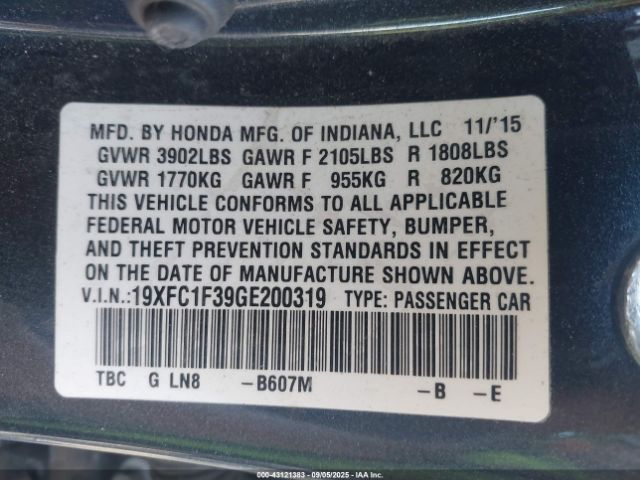 MFD. BY HONDA MFG. OF INDIANA, LLC 11/'15
GVWR 3902LBS GAWR F 2105LBS R 1808LBS
GVWR 1770KG GAWR F 955KG R 820KG
THIS VEHICLE CONFORMS TO ALL APPLICABLE
FEDERAL MOTOR VEHICLE SAFETY, BUMPER,
AND THEFT PREVENTION STANDARDS IN EFFECT
ON THE DATE OF MANUFACTURE SHOWN ABOVE.
V.I.N.:19XFC1F39GE200319 TYPE: PASSENGER CAR
TBC G LN8 -B607M -B -E
000-43121383 - 09/05/2025 - IAA Inc.